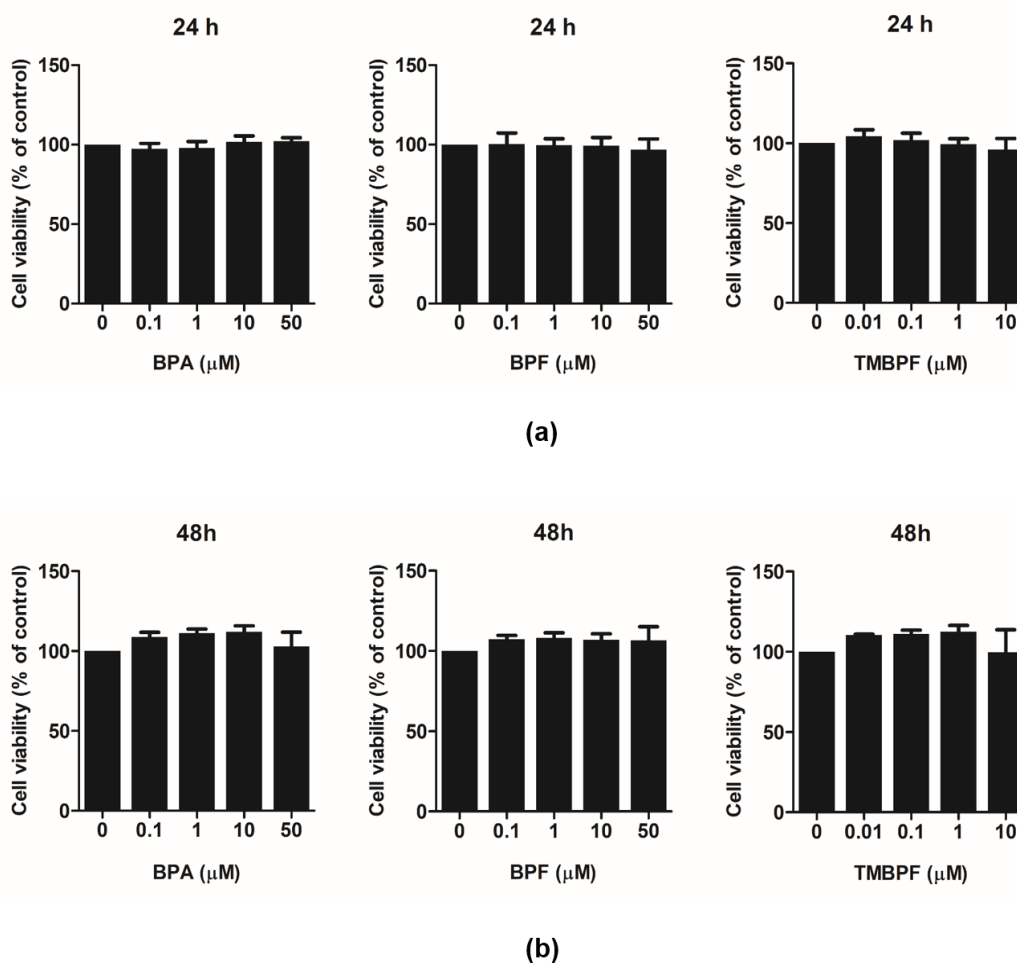 24 h
24 h
24 h
Cell viability (% of control)
150
100
50
0
0 0.1 1 10 50
BPA (μM)
Cell viability (% of control)
150
100
50
0
0 0.1 1 10 50
BPF (μM)
Cell viability (% of control)
150
100
50
0
0 0.01 0.1 1 10
TMBPF (μM)
(a)
48h
48h
48h
Cell viability (% of control)
150
100
50
0
0 0.1 1 10 50
BPA (μM)
Cell viability (% of control)
150
100
50
0
0 0.1 1 10 50
BPF (μM)
Cell viability (% of control)
150
100
50
0
0 0.01 0.1 1 10
TMBPF (μM)
(b)